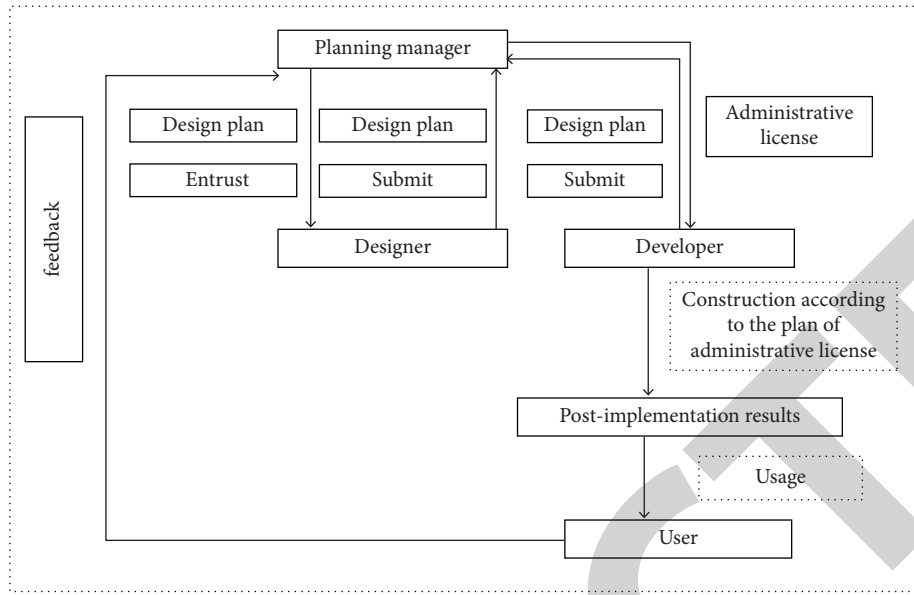 Planning manager
Design plan
Design plan
Design plan
Administrative
license
Entrust
Submit
Submit
feedback
Designer
Developer
Construction according
to the plan of
administrative license
Post-implementation results
Usage
User